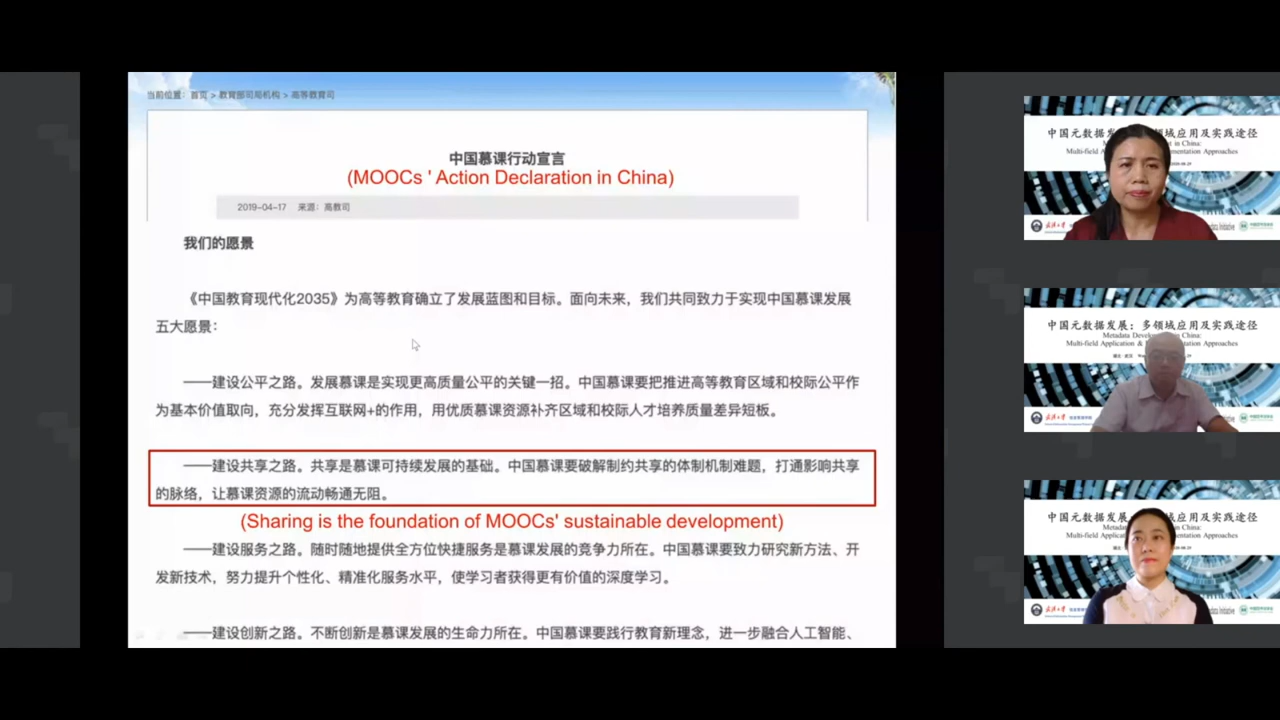 当前位置: 首页 > 教育部司局机构 > 高等教育司
中国慕课行动宣言
(MOOCs ' Action Declaration in China)
2019-04-17 来源: 高教司
我们的愿景
《中国教育现代化2035》为高等教育确立了发展蓝图和目标。面向未来，我们共同致力于实现中国慕课发展
五大愿景：
——建设公平之路。发展慕课是实现更高质量公平的关键一招。中国慕课要把推进高等教育区域和校际公平作
为基本价值取向，充分发挥互联网+的作用，用优质慕课资源补齐区域和校际人才培养质量差异短板。
——建设共享之路。共享是慕课可持续发展的基础。中国慕课要破解制约共享的体制机制难题，打通影响共享
的脉络，让慕课资源的流动畅通无阻。
(Sharing is the foundation of MOOCs' sustainable development)
——建设服务之路。随时随地提供全方位快捷服务是慕课发展的竞争力所在。中国慕课要致力研究新方法、开
发新技术，努力提升个性化、精准化服务水平，使学习者获得更有价值的深度学习。
——建设创新之路。不断创新是慕课发展的生命力所在。中国慕课要践行教育新理念，进一步融合人工智能、
中国元数据发 领域应用及实践途径
in China:
Multi-field Approaches
武汉大学
中国元数据发展：多领域应用及实践途径
Metadata China:
Multi-field Application & Approaches
武汉大学
中国元数据发 领域应用及实践途径
China:
Multi-field Approaches
武汉大学